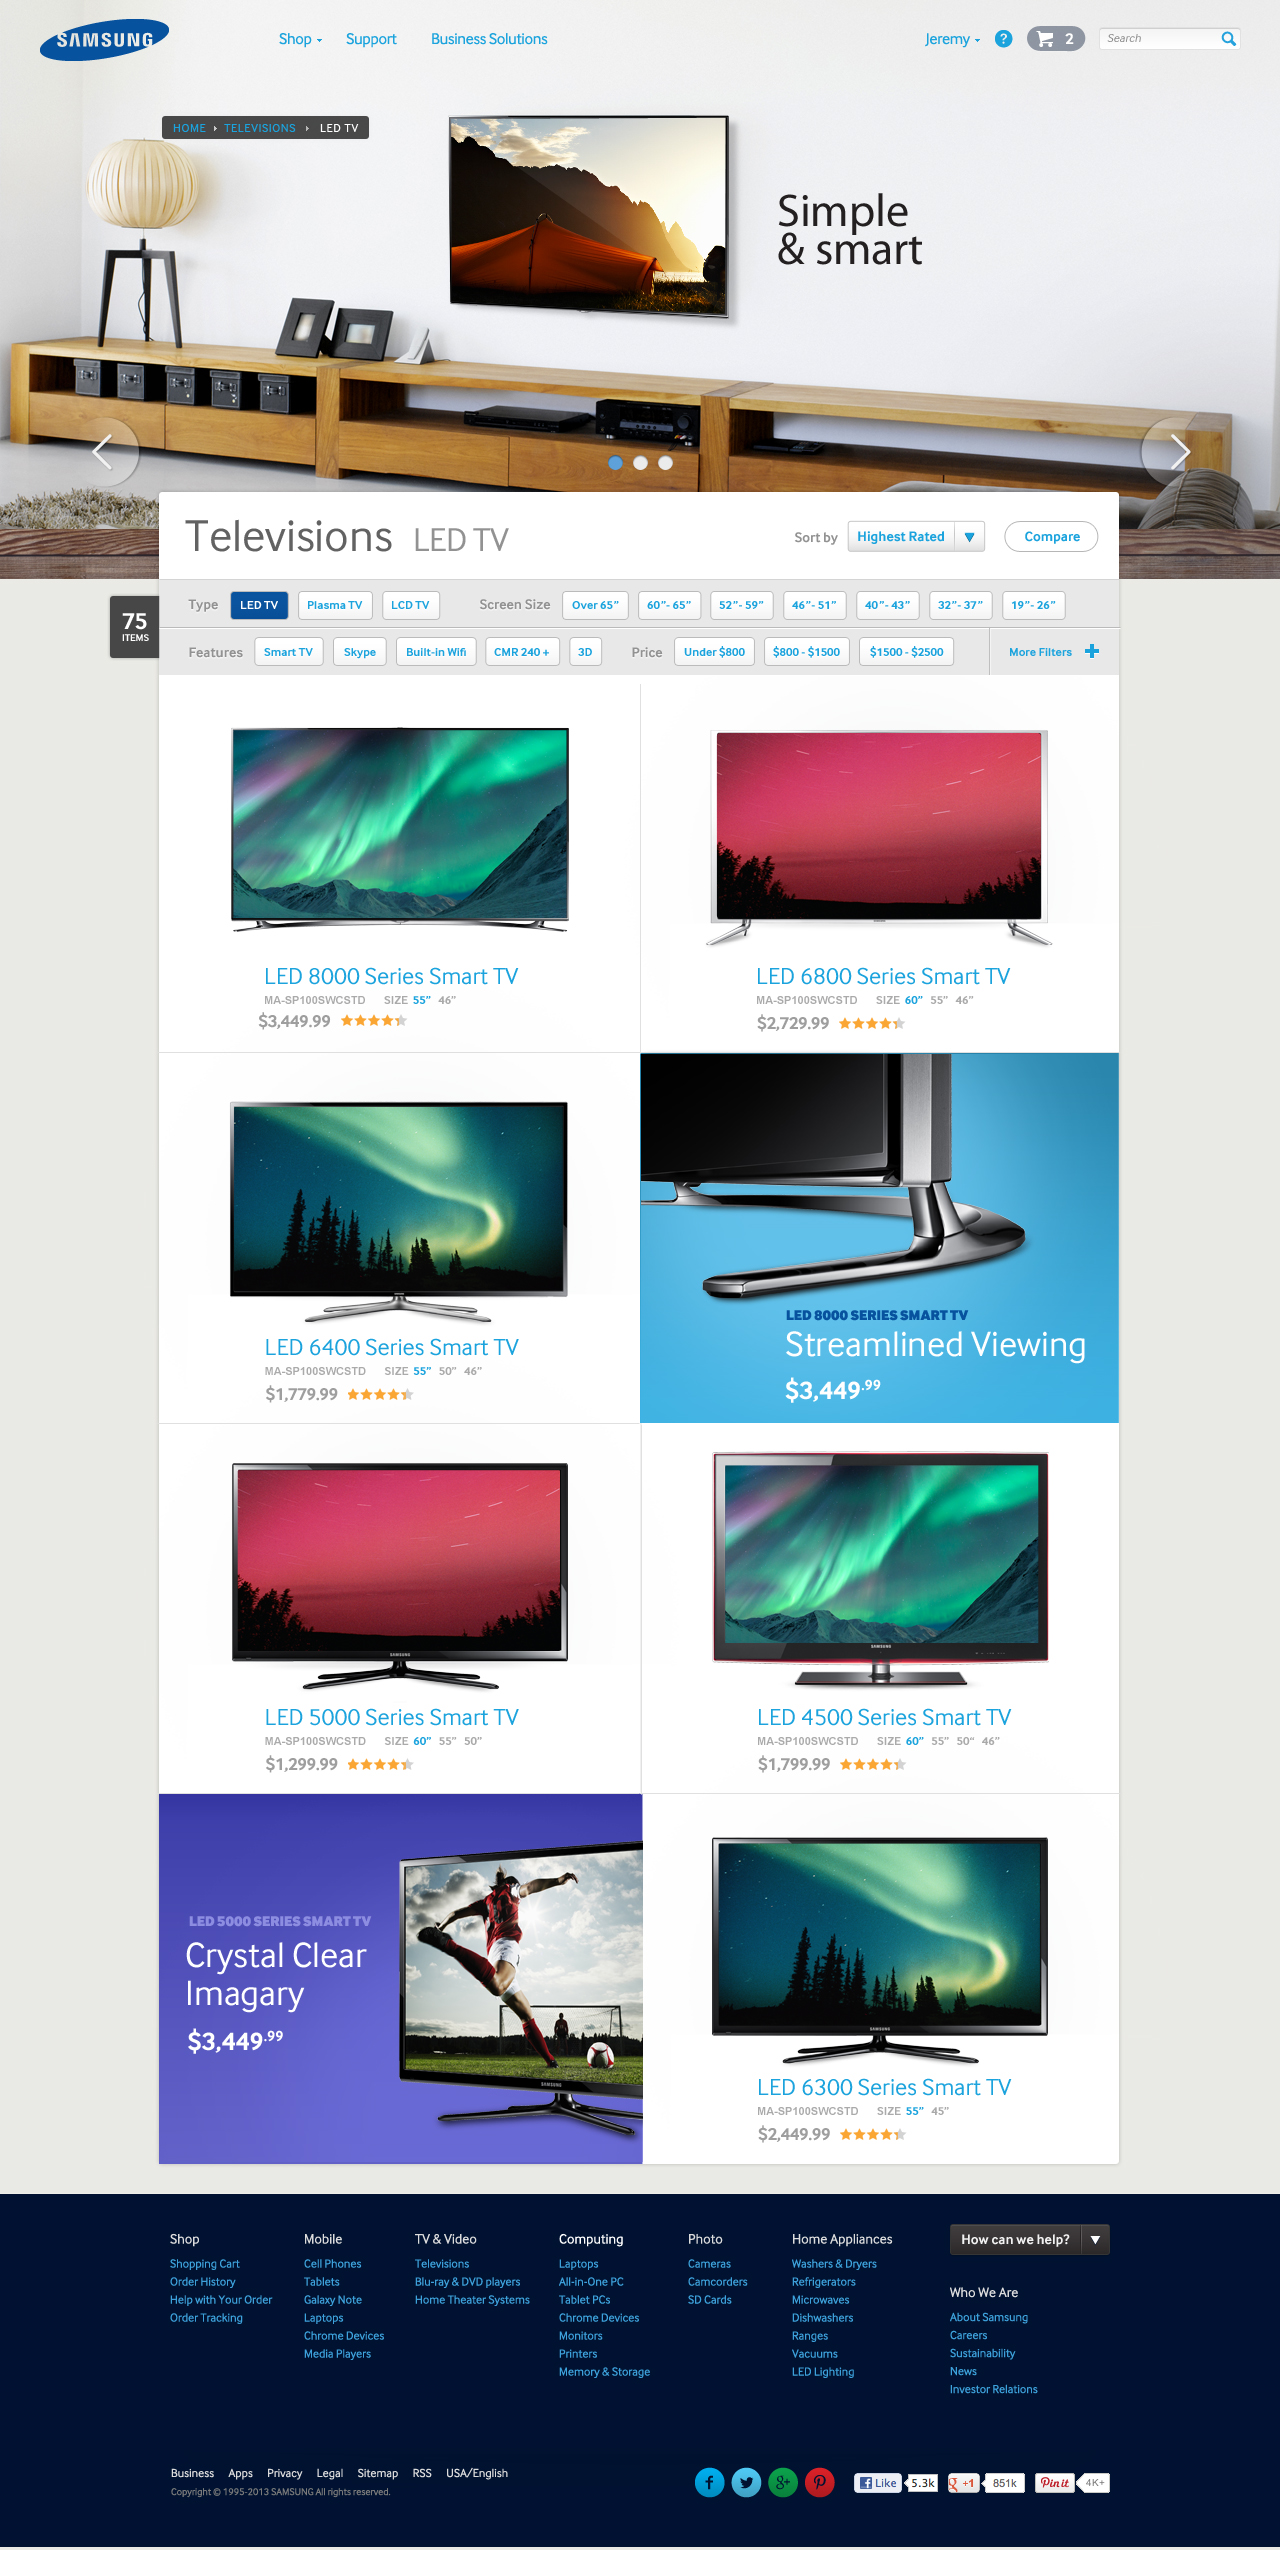 SAMSUNG
Shop Support Business Solutions
Jeremy ? 2 Search
HOME TELEVISIONS LED TV
Simple
& smart
Televisions LED TV
Sort by Highest Rated Compare
75
ITEMS
Type LED TV Plasma TV LCD TV Screen Size Over 65” 60”- 65” 52”- 59” 46”- 51” 40”- 43” 32”- 37” 19”- 26”
Features Smart TV Skype Built-in Wifi CMR 240 + 3D Price Under $800 $800 - $1500 $1500 - $2500 More Filters
LED 8000 Series Smart TV
MA-SP100SWCSTD SIZE 55” 46”
$3,449.99
LED 6800 Series Smart TV
MA-SP100SWCSTD SIZE 60” 55” 46”
$2,729.99
LED 6400 Series Smart TV
MA-SP100SWCSTD SIZE 55” 50” 46”
$1,779.99
LED 8000 SERIES SMART TV
Streamlined Viewing
$3,449.99
SAMSUNG
LED 5000 Series Smart TV
MA-SP100SWCSTD SIZE 60” 55” 50”
$1,299.99
SAMSUNG
LED 4500 Series Smart TV
MA-SP100SWCSTD SIZE 60” 55” 50” 46”
$1,799.99
LED 5000 SERIES SMART TV
Crystal Clear
Imagary
$3,449.99
SAMSUNG
SAMSUNG
LED 6300 Series Smart TV
MA-SP100SWCSTD SIZE 55” 45”
$2,449.99
Shop
Shopping Cart
Order History
Help with Your Order
Order Tracking
Mobile
Cell Phones
Tablets
Galaxy Note
Laptops
Chrome Devices
Media Players
TV & Video
Televisions
Blu-ray & DVD players
Home Theater Systems
Computing
Laptops
All-in-One PC
Tablet PCs
Chrome Devices
Monitors
Printers
Memory & Storage
Photo
Cameras
Camcorders
SD Cards
Home Appliances
Washers & Dryers
Refrigerators
Microwaves
Dishwashers
Ranges
Vacuums
LED Lighting
How can we help?
Who We Are
About Samsung
Careers
Sustainability
News
Investor Relations
Business Apps Privacy Legal Sitemap RSS USA/English
Copyright © 1995-2013 SAMSUNG All rights reserved.
f g+ Like 5.3k g +1 851k Pin it 4K+